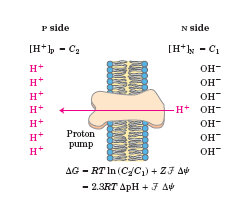 P side
N side
[H⁺]P = C₂
[H⁺]N = C₁
H⁺
OH⁻
H⁺
OH⁻
H⁺
OH⁻
H⁺
H⁺
OH⁻
H⁺
OH⁻
H⁺
OH⁻
H⁺
OH⁻
Proton
pump
ΔG = RT ln (C₂/C₁) + Zℱ Δψ
= 2.3RT ΔpH + ℱ Δψ